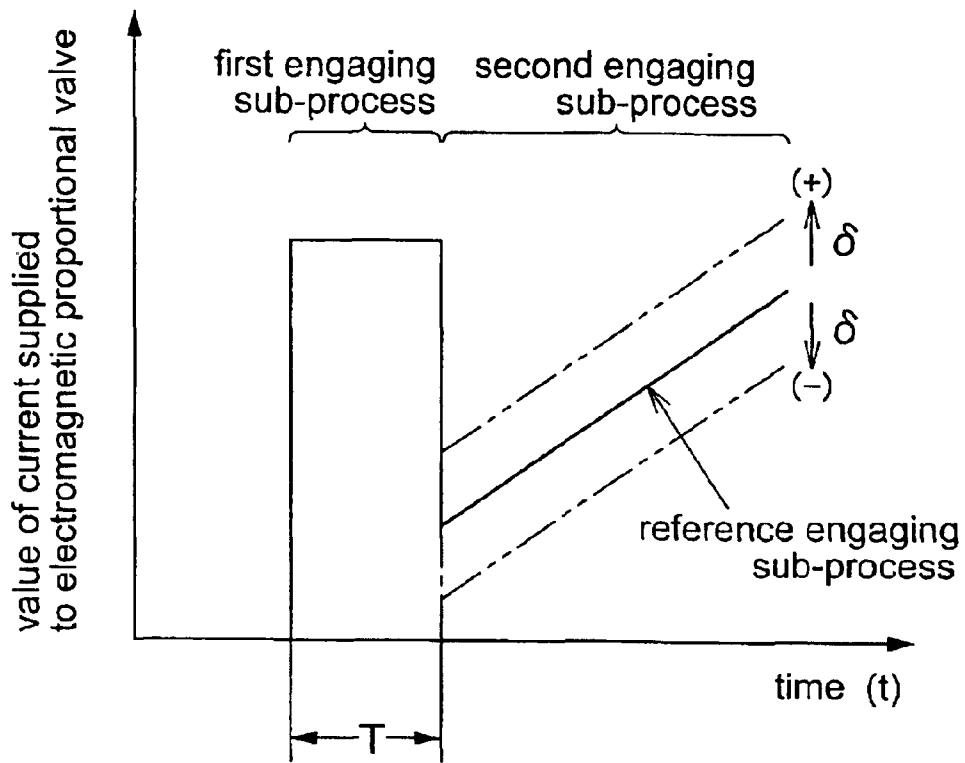 first engaging
sub-process
second engaging
sub-process
value of current supplied
to electromagnetic proportional valve
(+)
δ
δ
(−)
reference engaging
sub-process
time (t)
T